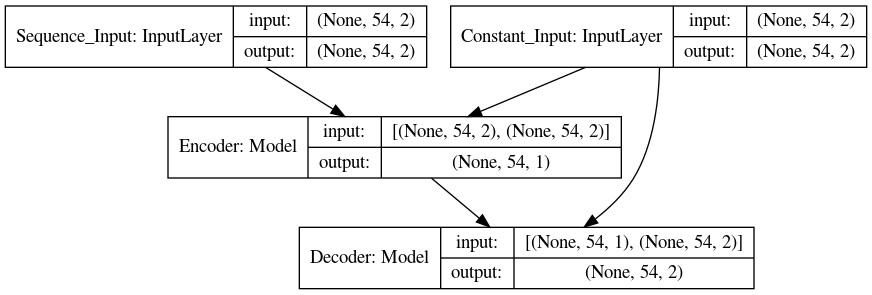 Sequence_Input: InputLayer
input: (None, 54, 2)
output: (None, 54, 2)
Constant_Input: InputLayer
input: (None, 54, 2)
output: (None, 54, 2)
Encoder: Model
input: [(None, 54, 2), (None, 54, 2)]
output: (None, 54, 1)
Decoder: Model
input: [(None, 54, 1), (None, 54, 2)]
output: (None, 54, 2)